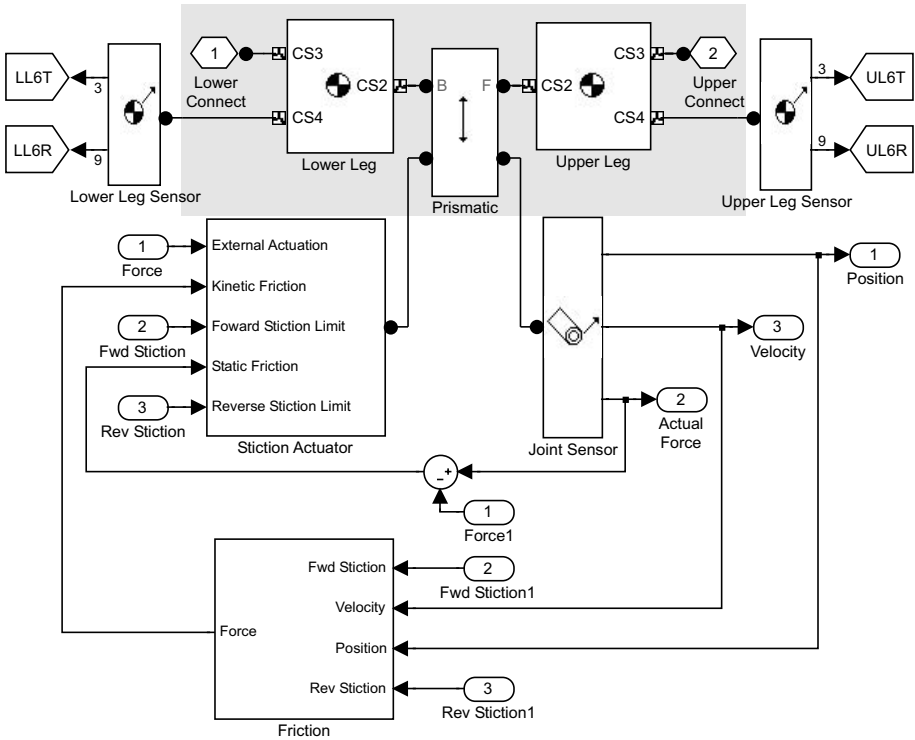 1
CS3
CS3
2
LL6T
3
Lower
Connect
CS2
B
F
CS2
Upper
Connect
3
UL6T
CS4
CS4
LL6R
9
Lower Leg
Upper Leg
9
UL6R
Lower Leg Sensor
Prismatic
Upper Leg Sensor
1
Force
External Actuation
1
Position
Kinetic Friction
2
Fwd Stiction
Foward Stiction Limit
3
Velocity
Static Friction
3
Rev Stiction
Reverse Stiction Limit
2
Actual
Force
Stiction Actuator
Joint Sensor
+
−
1
Force1
Fwd Stiction
2
Fwd Stiction1
Velocity
Force
Position
Rev Stiction
3
Rev Stiction1
Friction